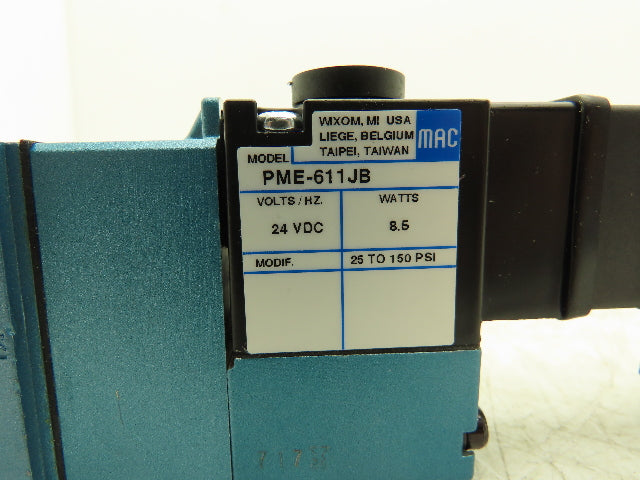 WIXOM, MI USA
LIEGE, BELGIUM
TAIPEI, TAIWAN
MAC
MODEL
PME-611JB
VOLTS / HZ.
WATTS
24 VDC
8.5
MODIF.
25 TO 150 PSI